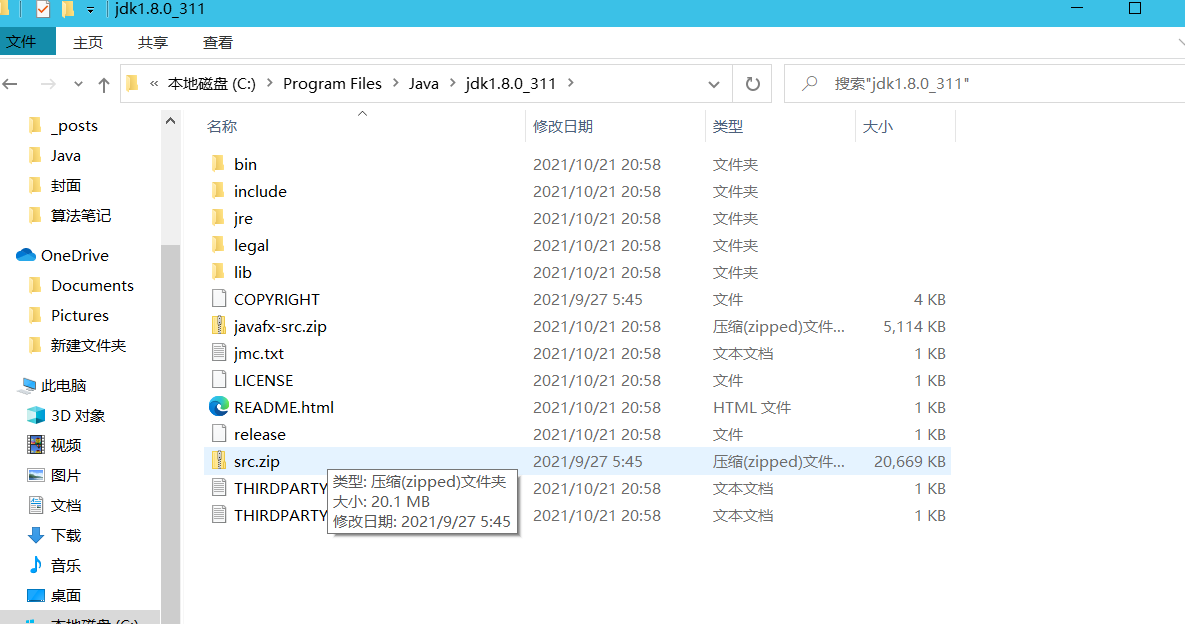 jdk1.8.0_311
文件 主页 共享 查看
« 本地磁盘 (C:) > Program Files > Java > jdk1.8.0_311 > 搜索"jdk1.8.0_311"
_posts
Java
封面
算法笔记
OneDrive
Documents
Pictures
新建文件夹
此电脑
3D 对象
视频
图片
文档
下载
音乐
桌面
本地磁盘 (C:)
名称 修改日期 类型 大小
bin 2021/10/21 20:58 文件夹
include 2021/10/21 20:58 文件夹
jre 2021/10/21 20:58 文件夹
legal 2021/10/21 20:58 文件夹
lib 2021/10/21 20:58 文件夹
COPYRIGHT 2021/9/27 5:45 文件 4 KB
javafx-src.zip 2021/10/21 20:58 压缩(zipped)文件... 5,114 KB
jmc.txt 2021/10/21 20:58 文本文档 1 KB
LICENSE 2021/10/21 20:58 文件 1 KB
README.html 2021/10/21 20:58 HTML 文件 1 KB
release 2021/10/21 20:58 文件 1 KB
src.zip 2021/9/27 5:45 压缩(zipped)文件... 20,669 KB
THIRDPARTY 2021/10/21 20:58 文本文档 1 KB
THIRDPARTY 2021/10/21 20:58 文本文档 1 KB
类型: 压缩(zipped)文件夹
大小: 20.1 MB
修改日期: 2021/9/27 5:45